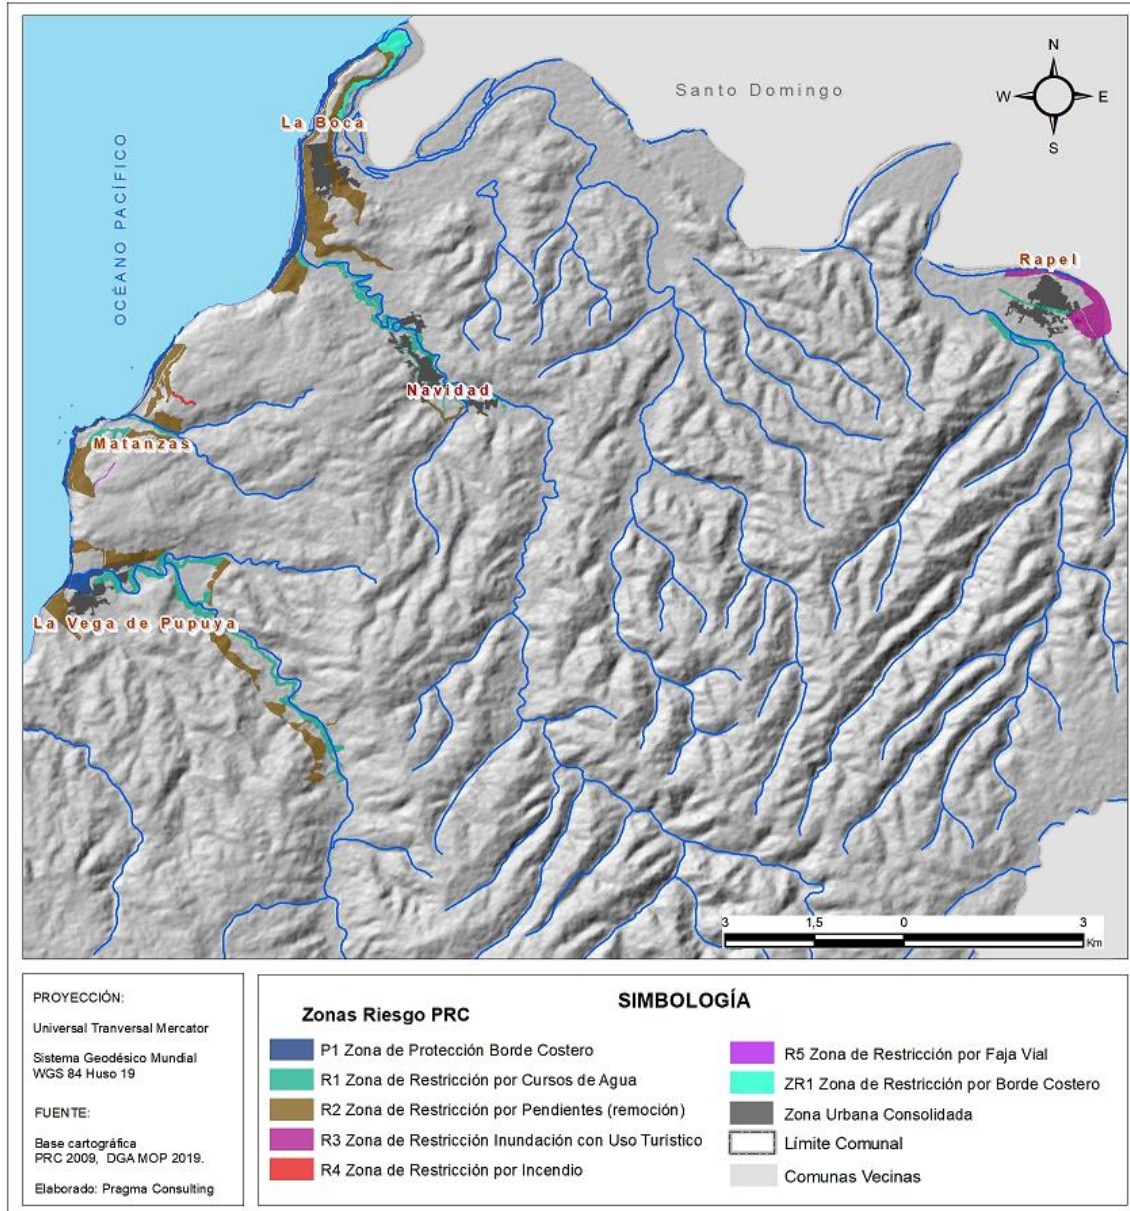 N
W
E
S
Santo Domingo
La Boca
OCÉANO PACÍFICO
Rapel
Navidad
Matanzas
La Vega de Pupuya
3 1,5 0 3
Km
PROYECCIÓN:
Universal Tranversal Mercator
Sistema Geodésico Mundial
WGS 84 Huso 19
FUENTE:
Base cartográfica
PRC 2009, DGA MOP 2019.
Elaborado: Pragma Consulting
SIMBOLOGÍA
Zonas Riesgo PRC
P1 Zona de Protección Borde Costero
R1 Zona de Restricción por Cursos de Agua
R2 Zona de Restricción por Pendientes (remoción)
R3 Zona de Restricción Inundación con Uso Turístico
R4 Zona de Restricción por Incendio
R5 Zona de Restricción por Faja Vial
ZR1 Zona de Restricción por Borde Costero
Zona Urbana Consolidada
Límite Comunal
Comunas Vecinas